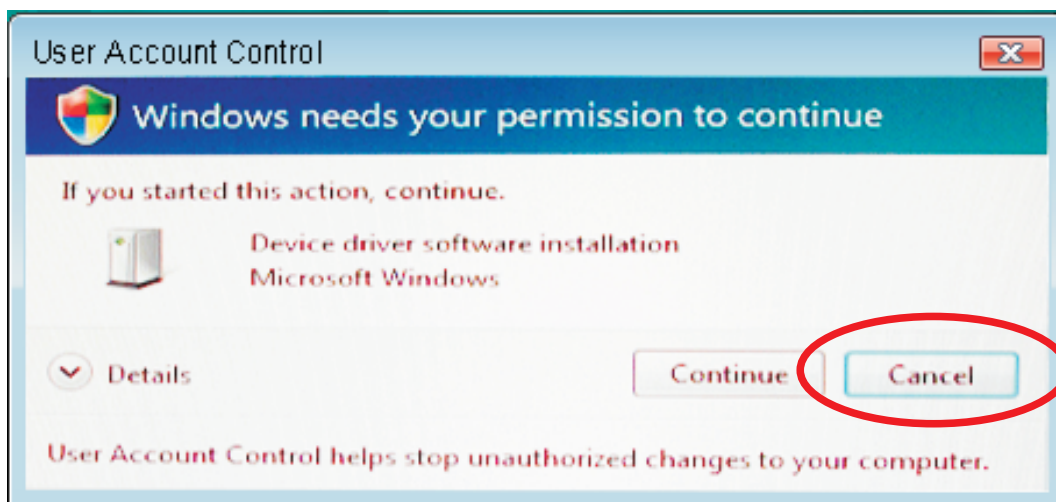 User Account Control
Windows needs your permission to continue
If you started this action, continue.
Device driver software installation
Microsoft Windows
Details
Continue
Cancel
User Account Control helps stop unauthorized changes to your computer.